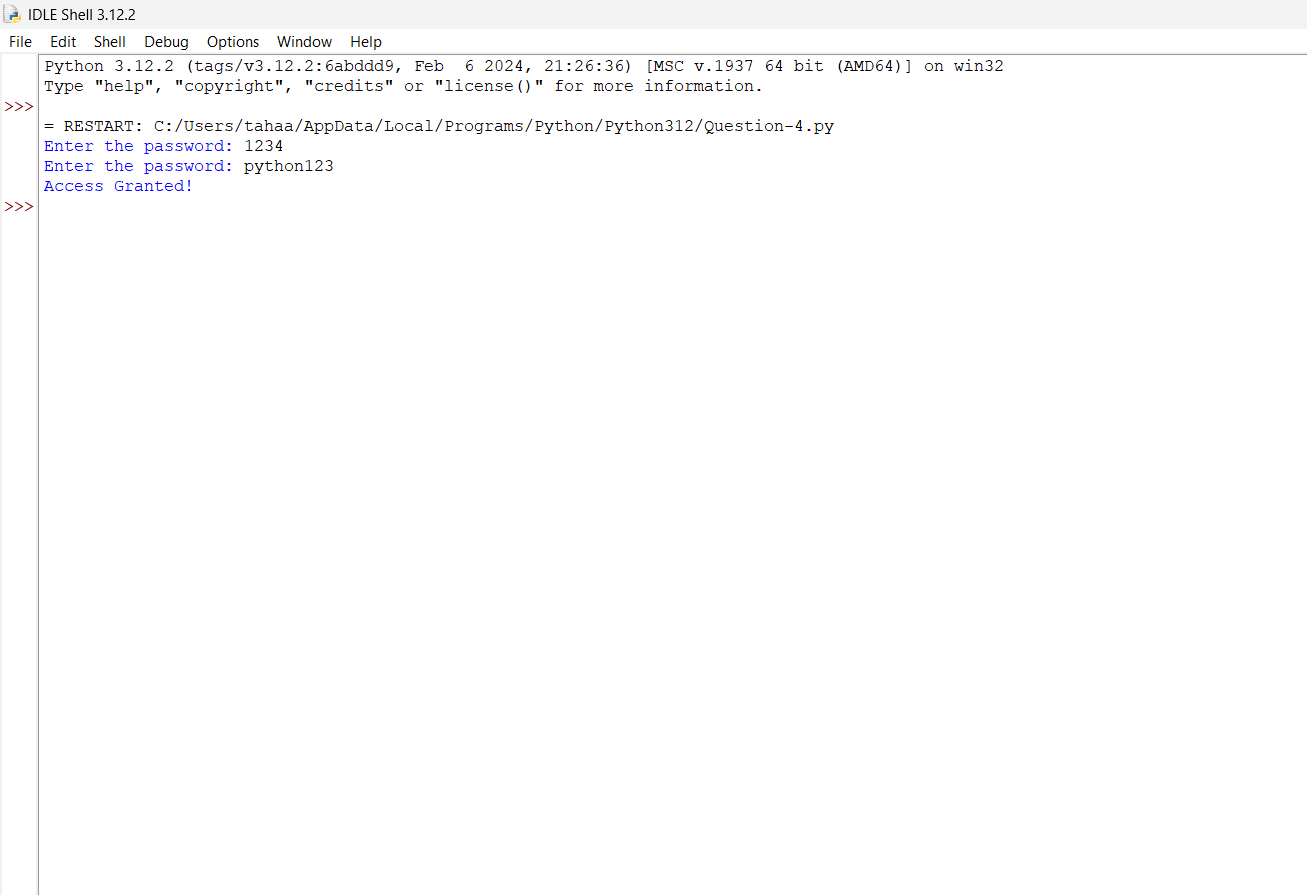 IDLE Shell 3.12.2
File Edit Shell Debug Options Window Help
Python 3.12.2 (tags/v3.12.2:6abddd9, Feb  6 2024, 21:26:36) [MSC v.1937 64 bit (AMD64)] on win32
Type "help", "copyright", "credits" or "license()" for more information.
>>>
= RESTART: C:/Users/tahaa/AppData/Local/Programs/Python/Python312/Question-4.py
Enter the password: 1234
Enter the password: python123
Access Granted!
>>>